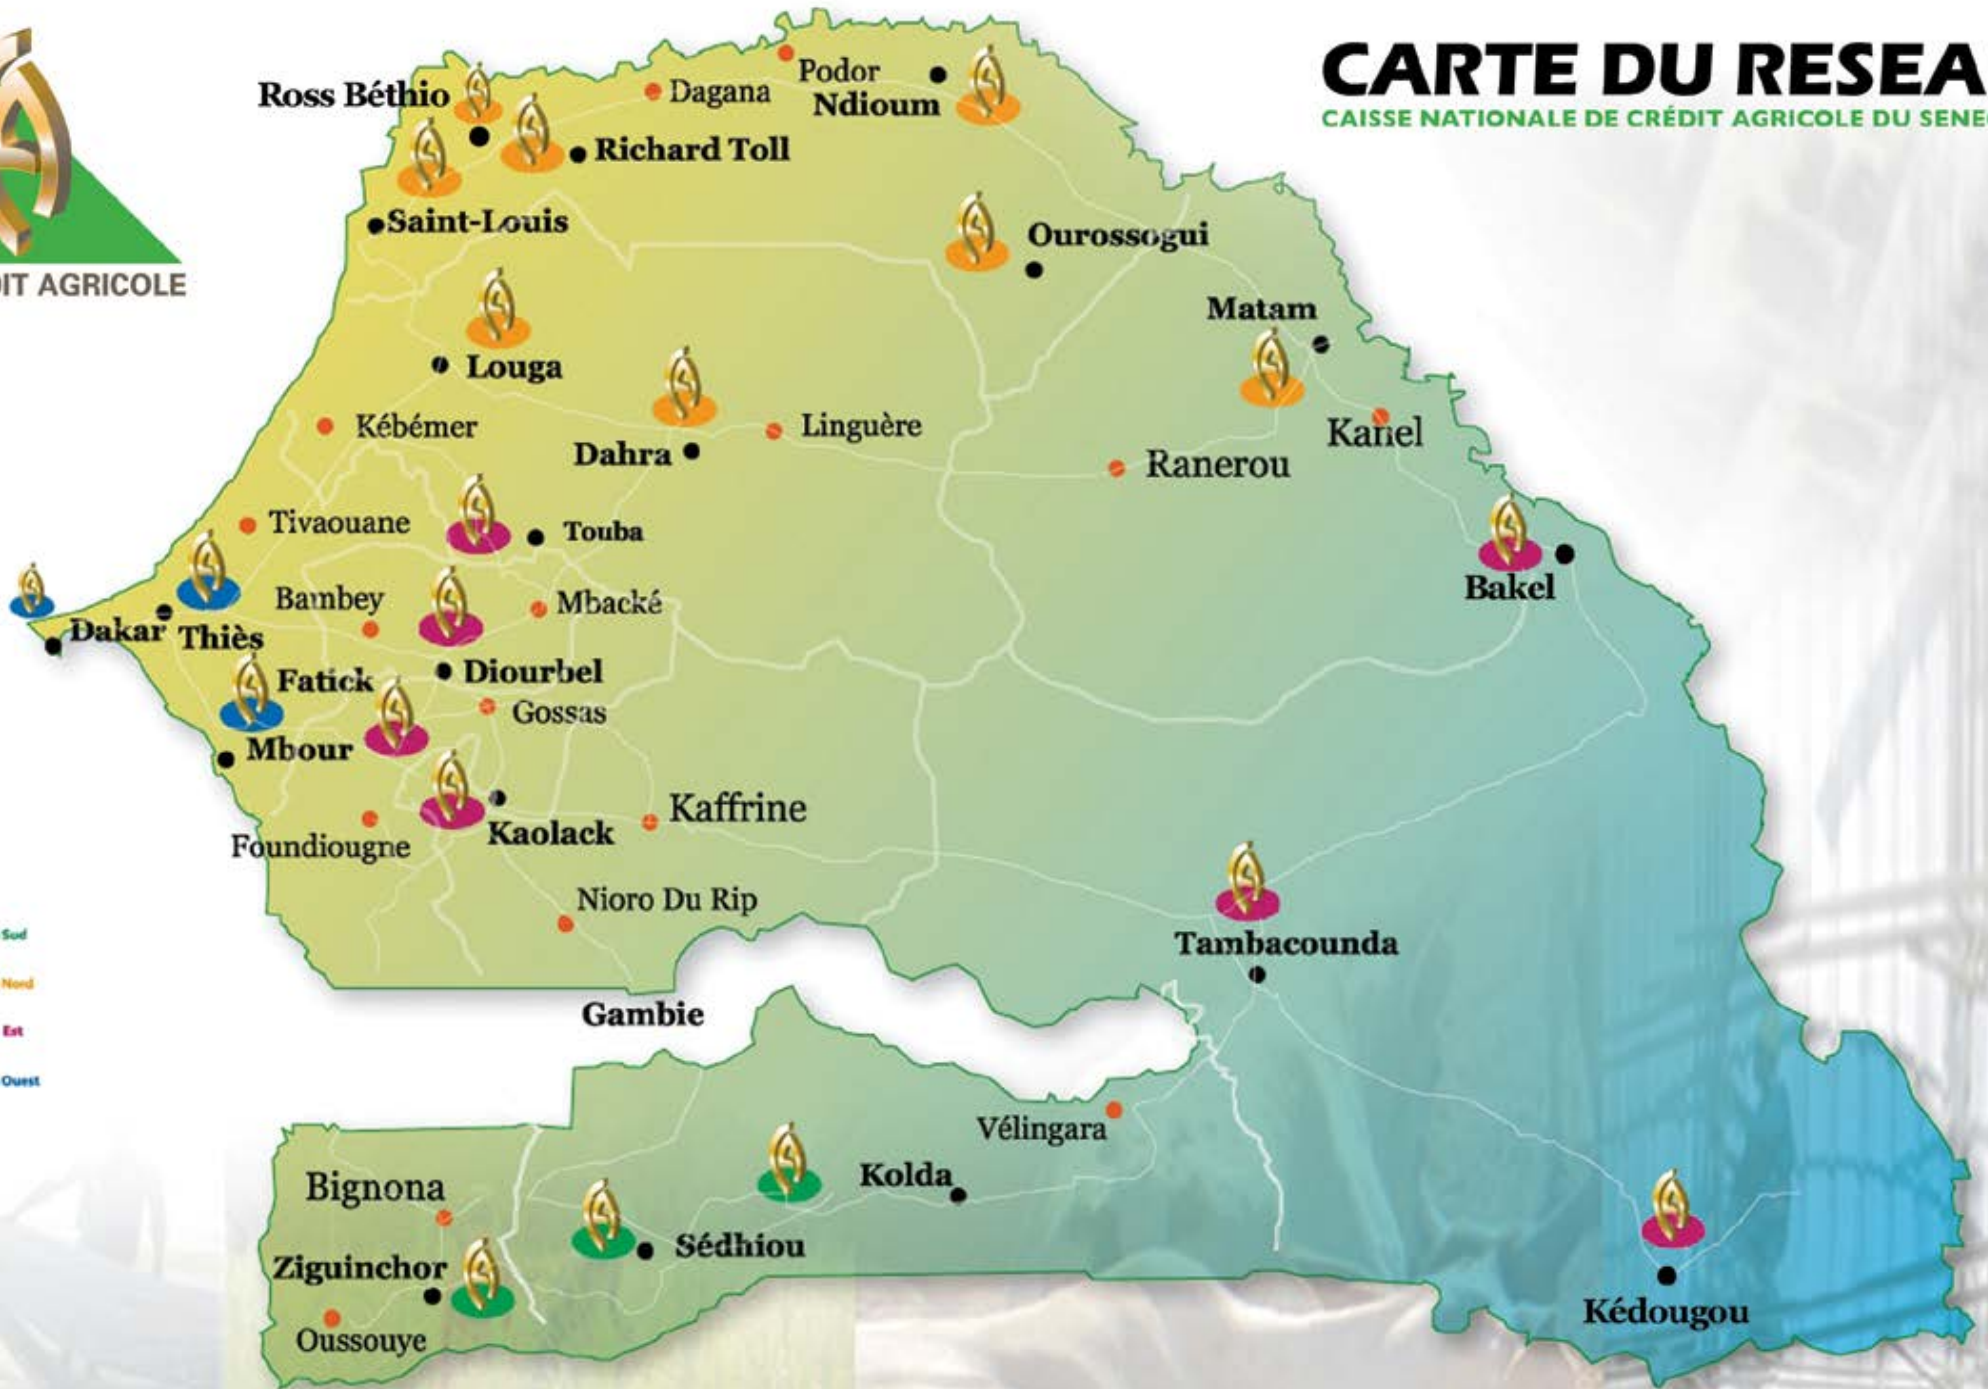 CARTE DU RESEA
CAISSE NATIONALE DE CRÉDIT AGRICOLE DU SENE
IT AGRICOLE
Ross Béthio
Dagana
Podor
Ndioum
Richard Toll
Saint-Louis
Ourossogui
Matam
Louga
Kébémer
Dahra
Linguère
Kanel
Ranerou
Tivaouane
Touba
Bakel
Bambey
Mbacké
Dakar
Thiès
Fatick
Diourbel
Gossas
Mbour
Kaffrine
Foundiougne
Kaolack
Nioro Du Rip
Sud
Nord
Est
Ouest
Tambacounda
Gambie
Vélingara
Bignona
Kolda
Sédhiou
Ziguinchor
Oussouye
Kédougou